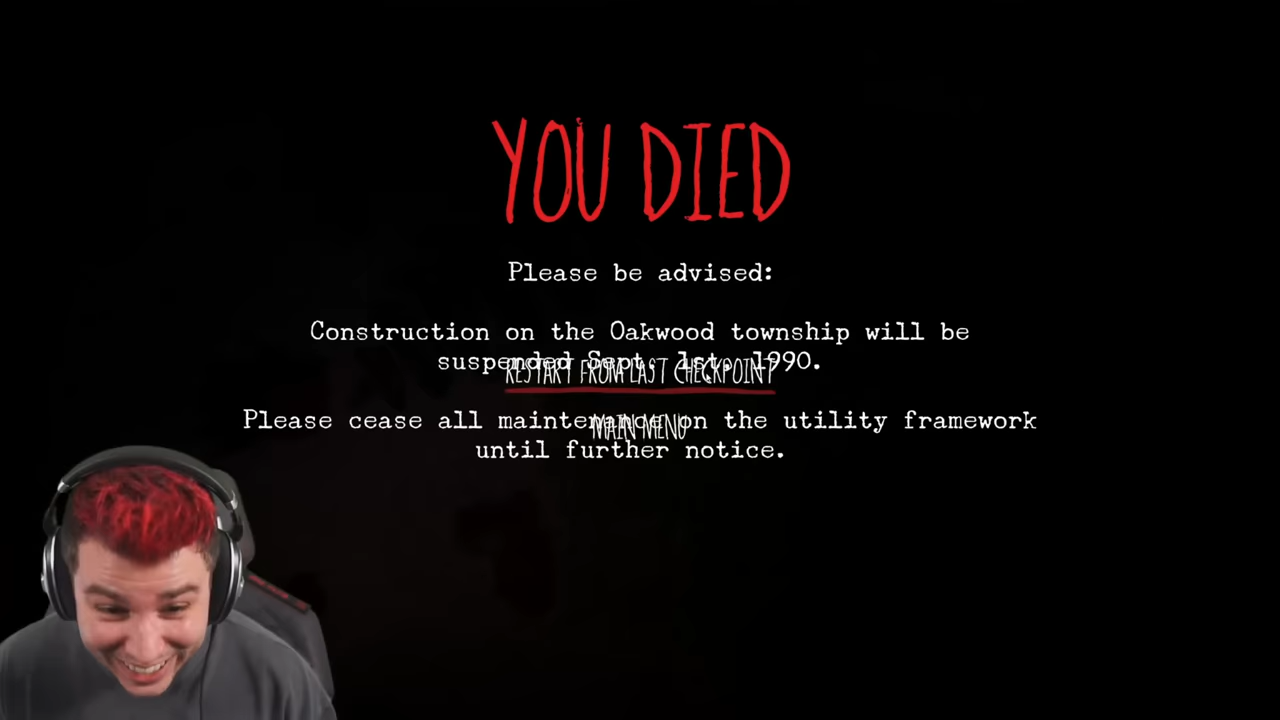 YOU DIED
Please be advised:
Construction on the Oakwood township will be
suspended Sept. 1st, 1990.
RESTART FROM LAST CHECKPOINT
Please cease all maintenance on the utility framework
MAIN MENU
until further notice.